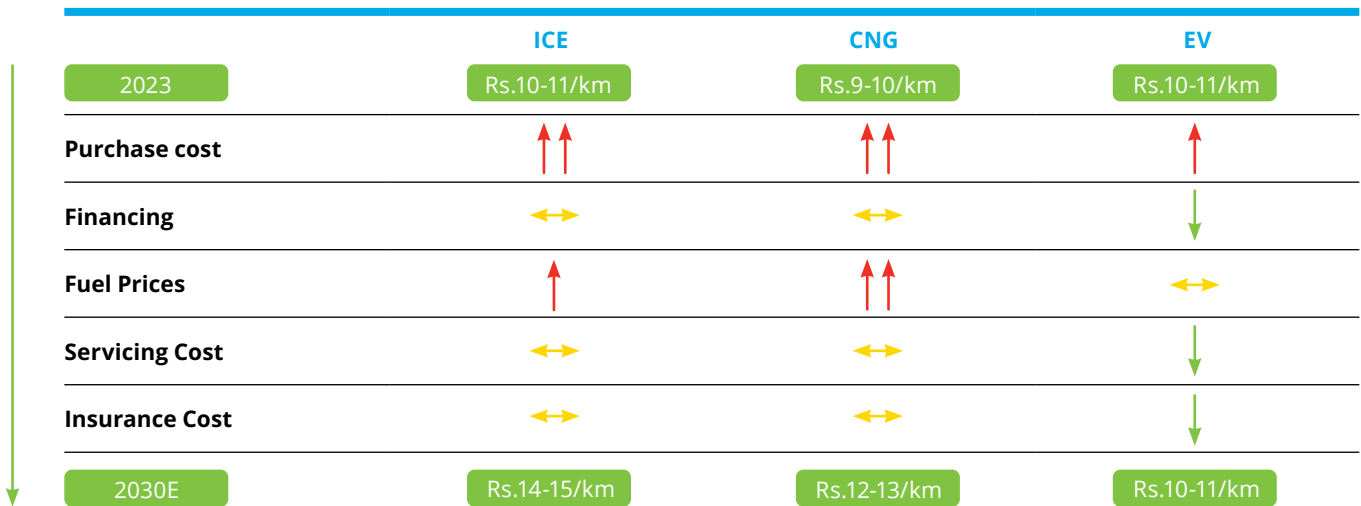 ICE CNG EV
2023 Rs.10-11/km Rs.9-10/km Rs.10-11/km
Purchase cost
Financing
Fuel Prices
Servicing Cost
Insurance Cost
2030E Rs.14-15/km Rs.12-13/km Rs.10-11/km